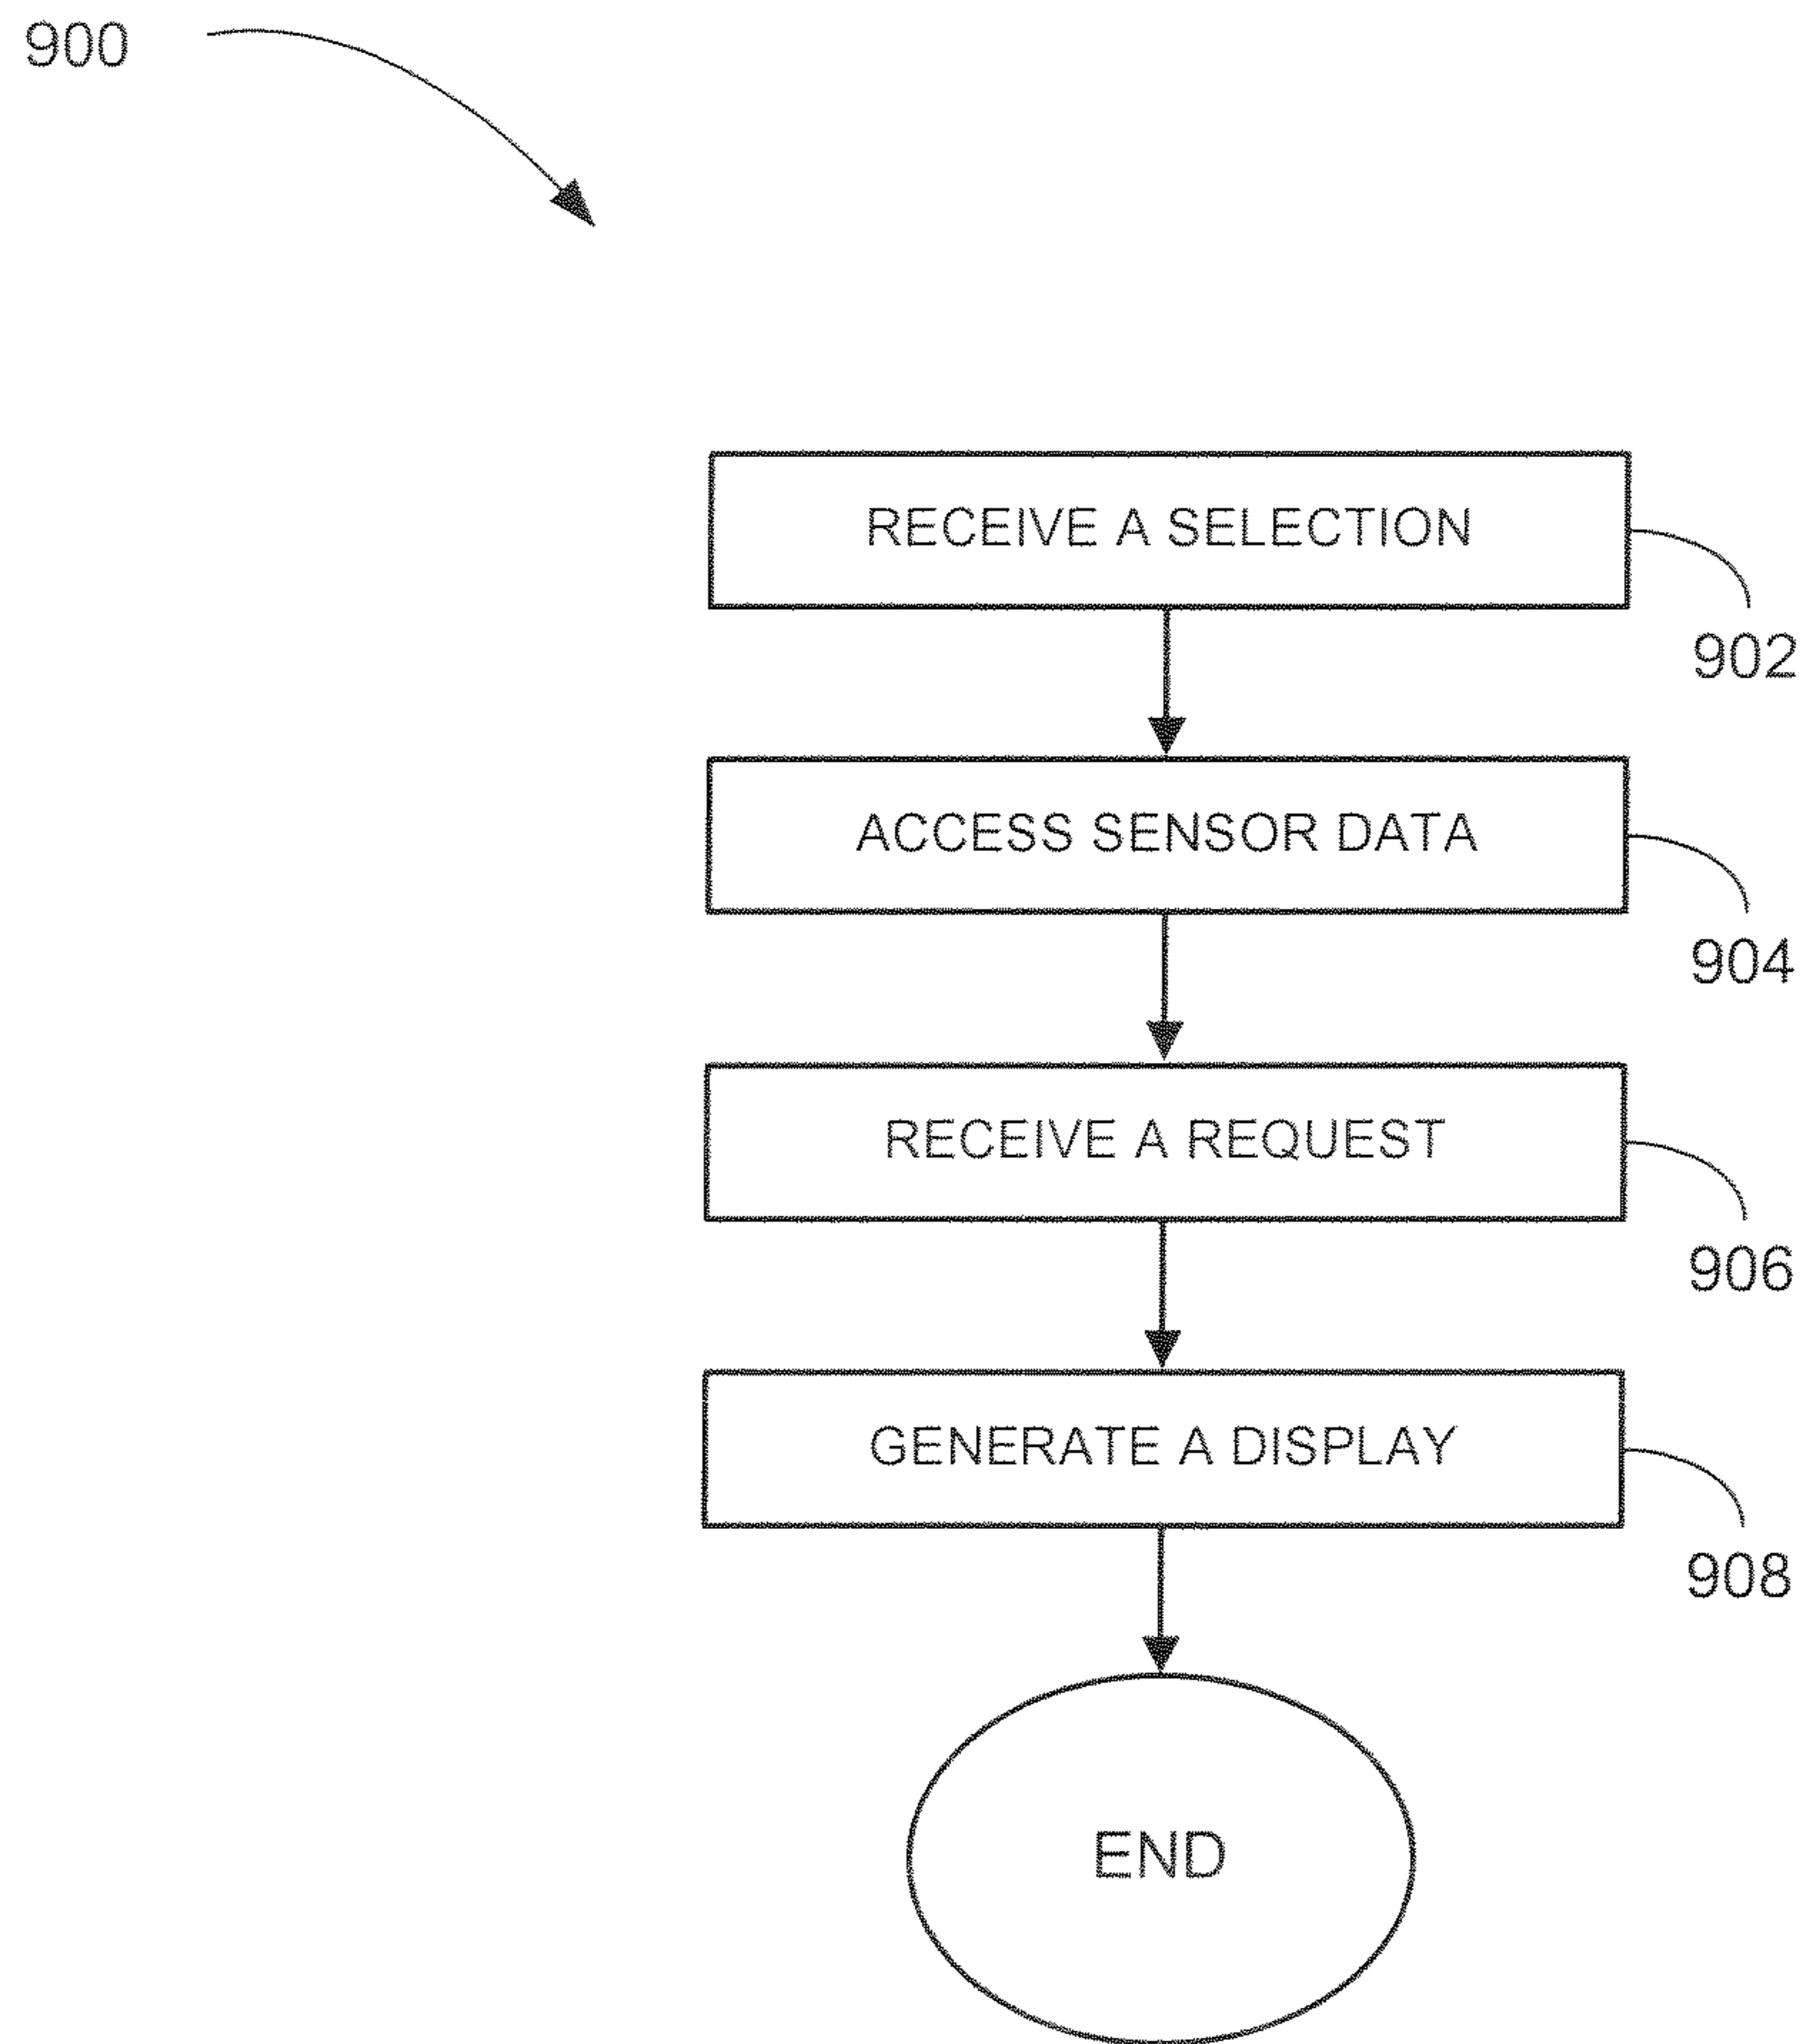 900
RECEIVE A SELECTION
902
ACCESS SENSOR DATA
904
RECEIVE A REQUEST
906
GENERATE A DISPLAY
908
END